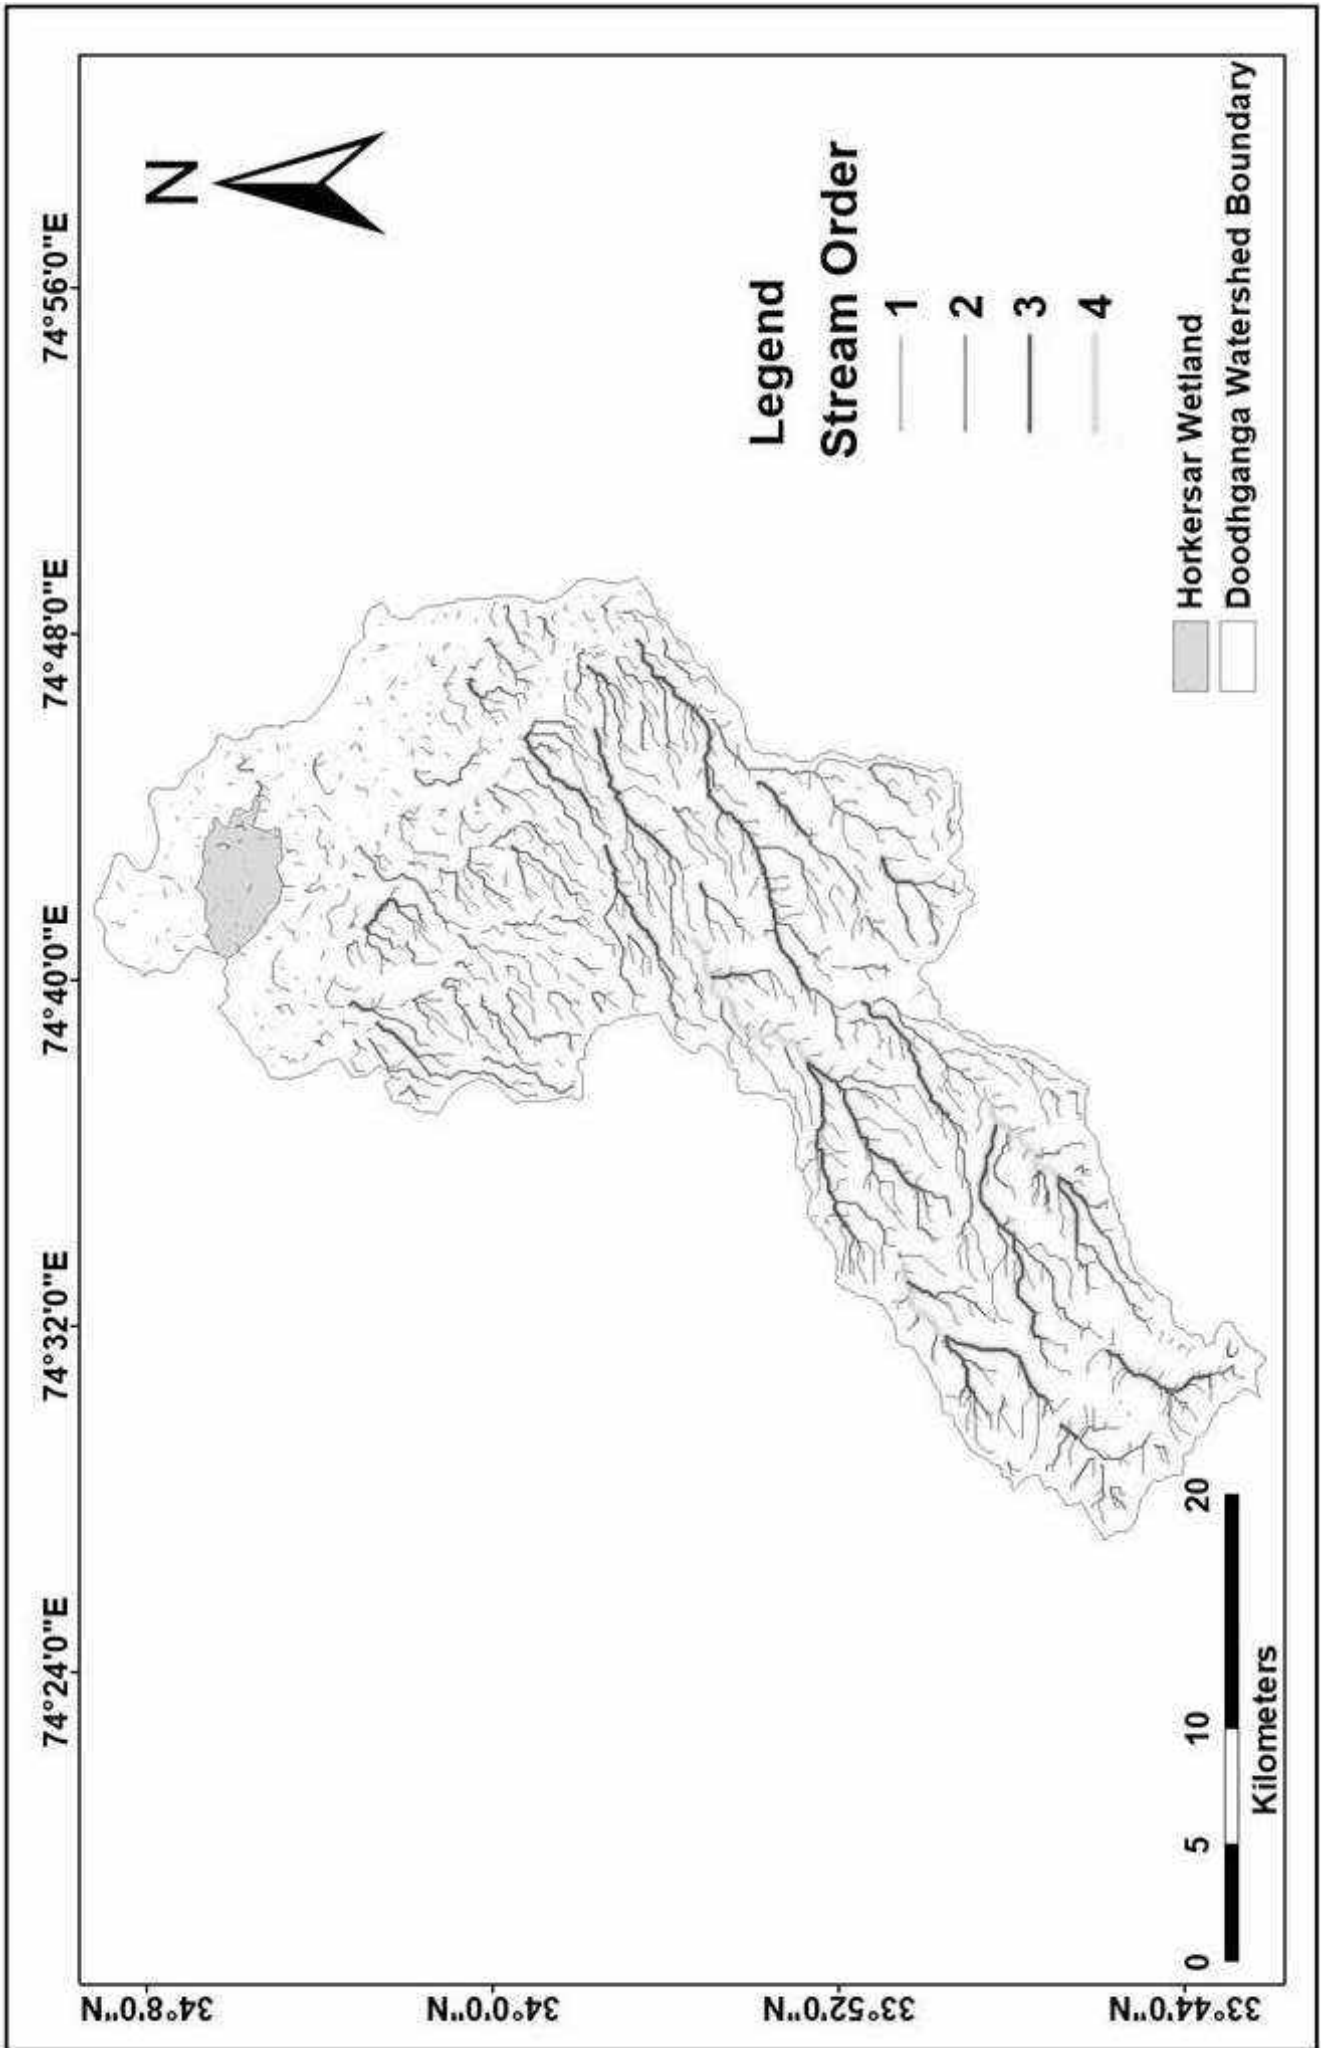 74°24'0"E
74°32'0"E
74°40'0"E
74°48'0"E
74°56'0"E
N
34°8'0"N
34°0'0"N
33°52'0"N
33°44'0"N
Legend
Stream Order
1
2
3
4
Horkersar Wetland
Doodhganga Watershed Boundary
0 5 10 20
Kilometers